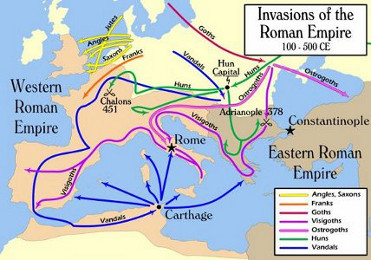 Invasions of the
Roman Empire
100 - 500 CE
Jutes
Angles
Saxons
Franks
Goths
Vandals
Hun
Capital
Huns
Ostrogoths
Ostrogoths
Huns
Chalons
451
Western
Roman
Empire
Visigoths
Adrianople 378
Constantinople
Rome
Eastern Roman
Empire
Visigoths
Huns
Visigoths
Vandals
Carthage
Angles, Saxons
Franks
Goths
Visigoths
Ostrogoths
Huns
Vandals